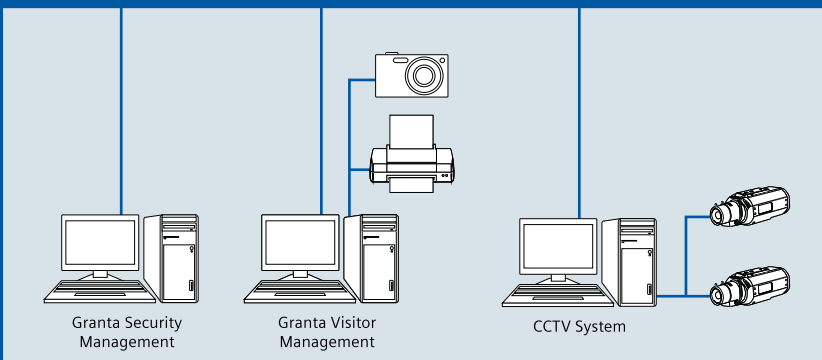 Granta Security
Management
Granta Visitor
Management
CCTV System